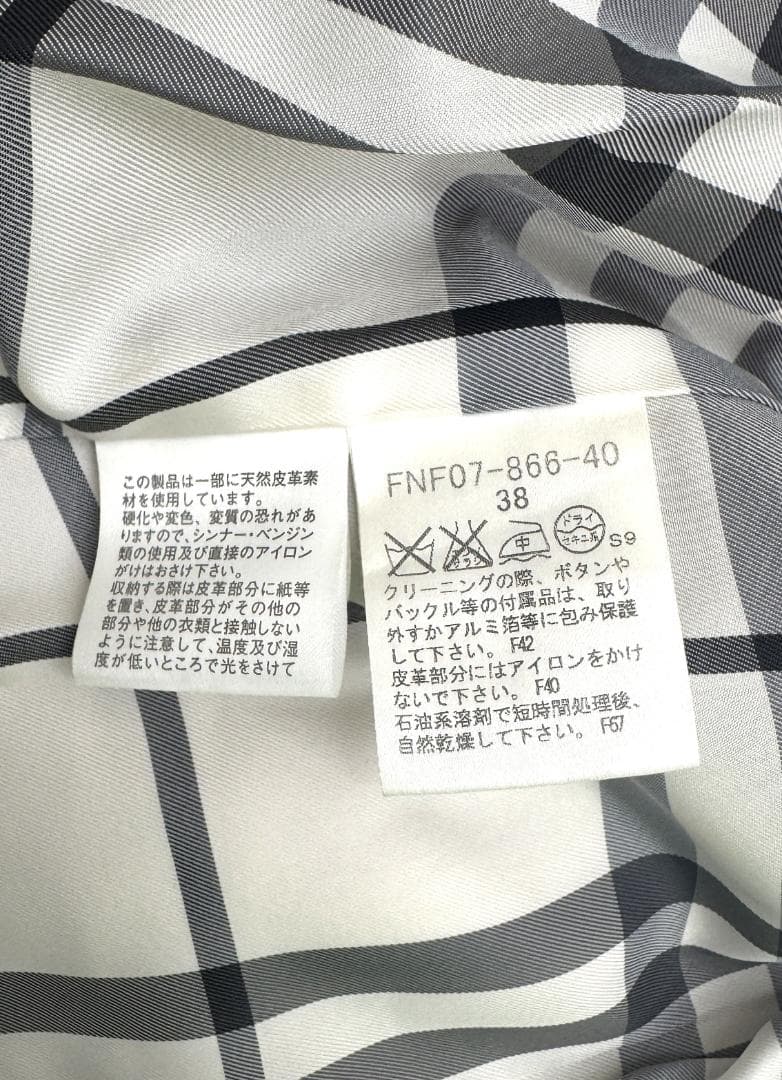 この製品は一部に天然皮革素
材を使用しています。
硬化や変色、変質の恐れがあ
りますので、シンナー・ベンジン
類の使用及び直接のアイロン
がけはおさけ下さい。
収納する際は皮革部分に紙等
を置き、皮革部分がその他の
部分や他の衣類と接触しない
ように注意して、温度及び湿
度が低いところで光をさけて
FNF07-866-40
38
エンソ
サラシ
中
ドライ
セキユ系
S9
クリーニングの際、ボタンや
バックル等の付属品は、取り
外すかアルミ箔等に包み保護
して下さい。 F42
皮革部分にはアイロンをかけ
ないで下さい。 F40
石油系溶剤で短時間処理後、
自然乾燥して下さい。 F67